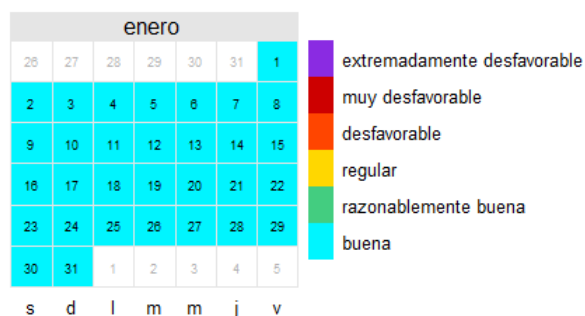 enero
26 27 28 29 30 31 1
2 3 4 5 6 7 8
9 10 11 12 13 14 15
16 17 18 19 20 21 22
23 24 25 26 27 28 29
30 31 1 2 3 4 5
s d l m m j v
extremadamente desfavorable
muy desfavorable
desfavorable
regular
razonablemente buena
buena